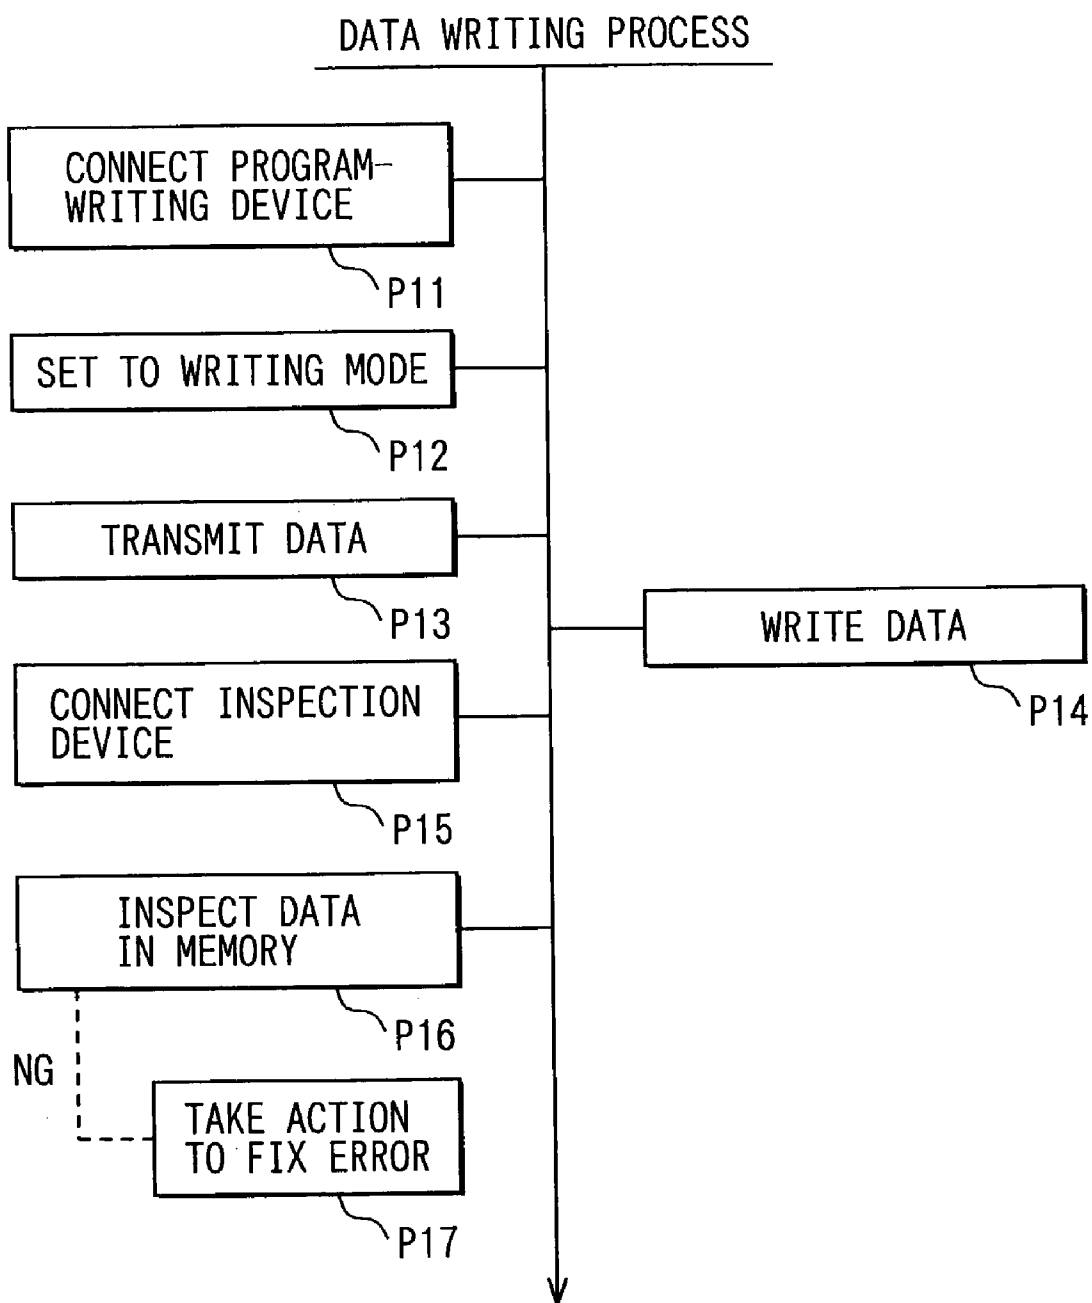 DATA WRITING PROCESS
CONNECT PROGRAM-
WRITING DEVICE
P11
SET TO WRITING MODE
P12
TRANSMIT DATA
P13
WRITE DATA
P14
CONNECT INSPECTION
DEVICE
P15
INSPECT DATA
IN MEMORY
P16
NG
TAKE ACTION
TO FIX ERROR
P17